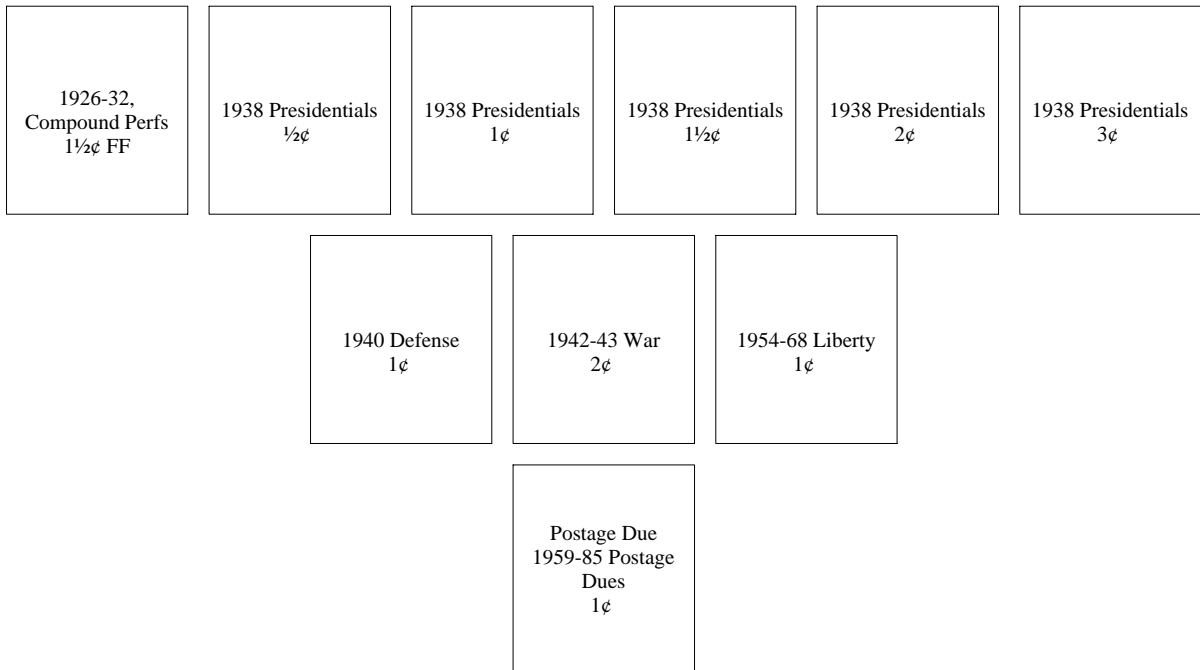 1926-32,
Compound Perfs
1½¢ FF
1938 Presidentials
½¢
1938 Presidentials
1¢
1938 Presidentials
1½¢
1938 Presidentials
2¢
1938 Presidentials
3¢
1940 Defense
1¢
1942-43 War
2¢
1954-68 Liberty
1¢
Postage Due
1959-85 Postage
Dues
1¢